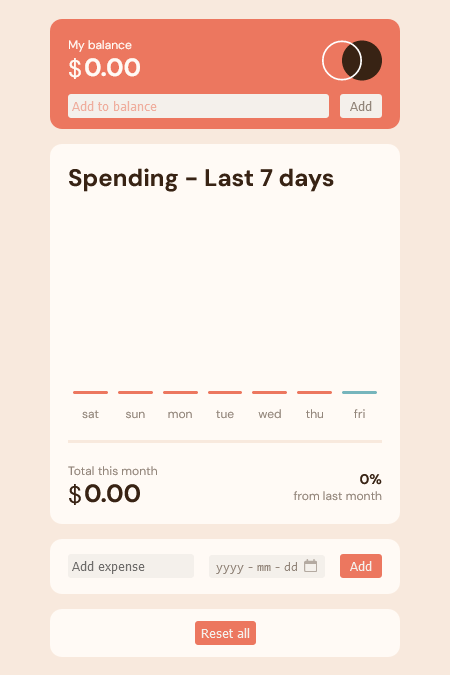 My balance
$0.00
Add to balance Add
Spending - Last 7 days
sat sun mon tue wed thu fri
Total this month
$0.00
0%
from last month
Add expense yyyy - mm - dd Add
Reset all